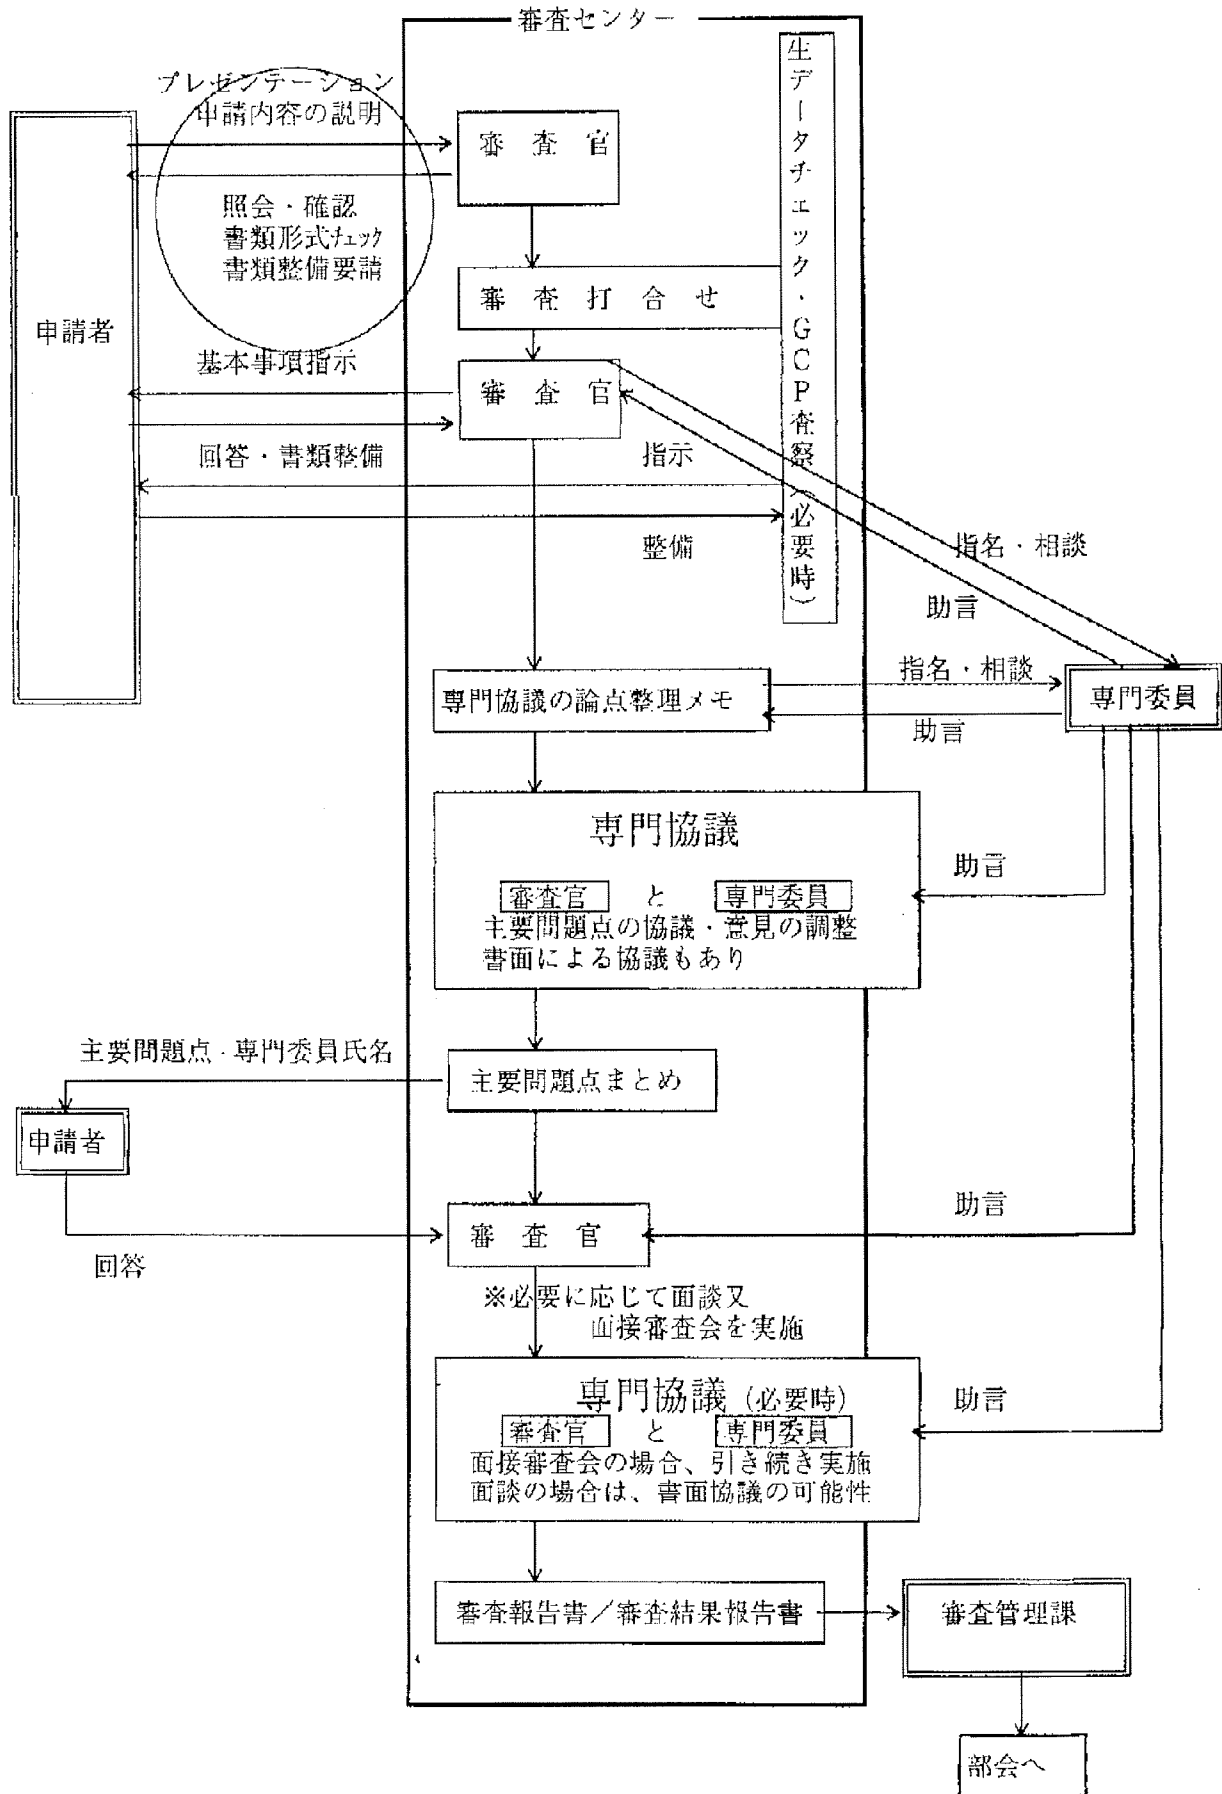 審査センター
プレゼンテーション
申請内容の説明
審査官
生データチェック・GCP査察(必要時)
照会・確認
書類形式チェック
書類整備要請
審査打合せ
申請者
基本事項指示
審査官
回答・書類整備
指示
整備
指名・相談
助言
専門協議の論点整理メモ
指名・相談
助言
専門委員
専門協議
審査官 と 専門委員
主要問題点の協議・意見の調整
書面による協議もあり
助言
主要問題点・専門委員氏名
主要問題点まとめ
申請者
審査官
助言
回答
※必要に応じて面談又
面接審査会を実施
専門協議(必要時)
審査官 と 専門委員
面接審査会の場合、引き続き実施
面談の場合は、書面協議の可能性
助言
審査報告書/審査結果報告書
審査管理課
部会へ